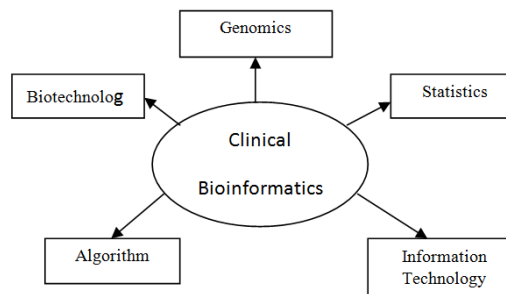 Genomics
Biotechnolog
Statistics
Clinical
Bioinformatics
Algorithm
Information
Technology